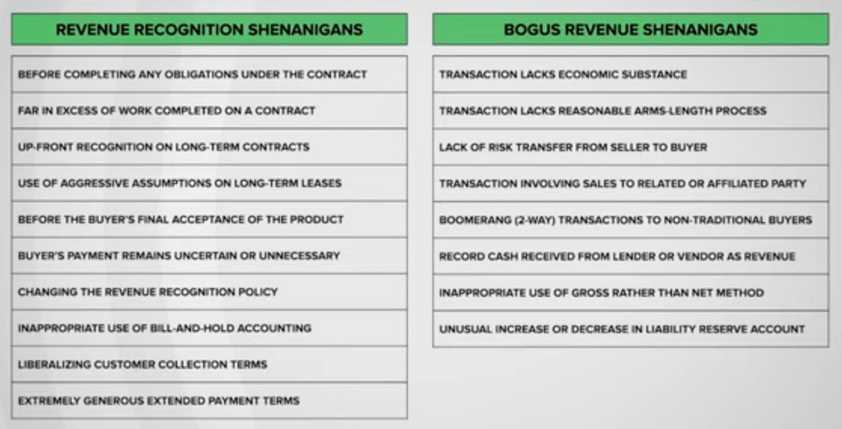 REVENUE RECOGNITION SHENANIGANS
BEFORE COMPLETING ANY OBLIGATIONS UNDER THE CONTRACT
FAR IN EXCESS OF WORK COMPLETED ON A CONTRACT
UP-FRONT RECOGNITION ON LONG-TERM CONTRACTS
USE OF AGGRESSIVE ASSUMPTIONS ON LONG-TERM LEASES
BEFORE THE BUYER'S FINAL ACCEPTANCE OF THE PRODUCT
BUYER'S PAYMENT REMAINS UNCERTAIN OR UNNECESSARY
CHANGING THE REVENUE RECOGNITION POLICY
INAPPROPRIATE USE OF BILL-AND-HOLD ACCOUNTING
LIBERALIZING CUSTOMER COLLECTION TERMS
EXTREMELY GENEROUS EXTENDED PAYMENT TERMS
BOGUS REVENUE SHENANIGANS
TRANSACTION LACKS ECONOMIC SUBSTANCE
TRANSACTION LACKS REASONABLE ARMS-LENGTH PROCESS
LACK OF RISK TRANSFER FROM SELLER TO BUYER
TRANSACTION INVOLVING SALES TO RELATED OR AFFILIATED PARTY
BOOMERANG (2-WAY) TRANSACTIONS TO NON-TRADITIONAL BUYERS
RECORD CASH RECEIVED FROM LENDER OR VENDOR AS REVENUE
INAPPROPRIATE USE OF GROSS RATHER THAN NET METHOD
UNUSUAL INCREASE OR DECREASE IN LIABILITY RESERVE ACCOUNT